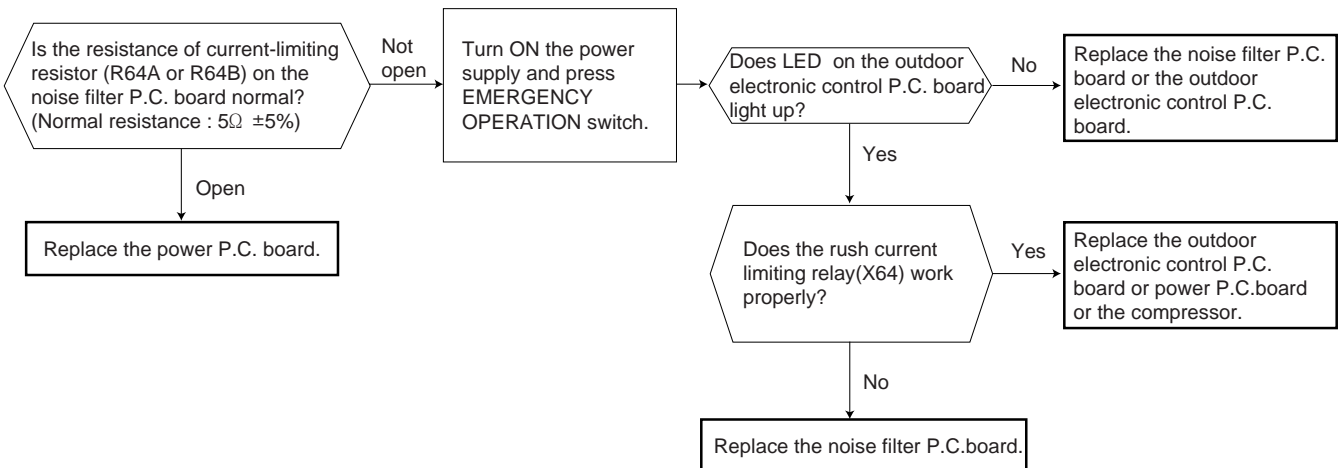 Is the resistance of current-limiting
resistor (R64A or R64B) on the
noise filter P.C. board normal?
(Normal resistance : 5Ω ±5%)
Not
open
Turn ON the power
supply and press
EMERGENCY
OPERATION switch.
Does LED on the outdoor
electronic control P.C. board
light up?
No
Replace the noise filter P.C.
board or the outdoor
electronic control P.C.
board.
Open
Replace the power P.C. board.
Yes
Does the rush current
limiting relay(X64) work
properly?
Yes
Replace the outdoor
electronic control P.C.
board or power P.C.board
or the compressor.
No
Replace the noise filter P.C.board.